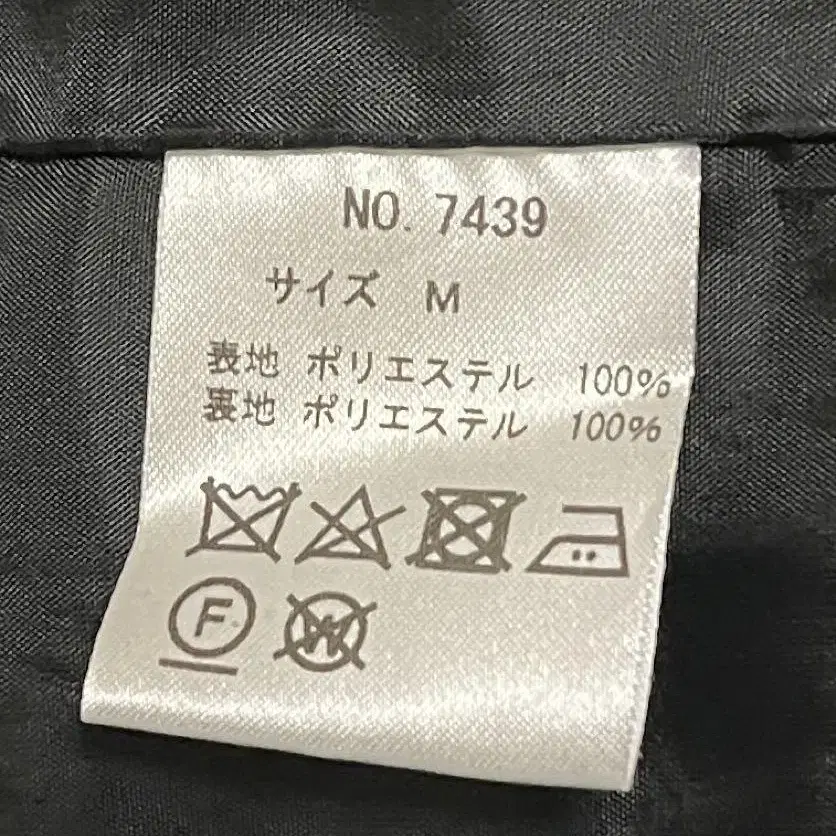 NO. 7439
サイズ M
表地 ポリエステル 100%
裏地 ポリエステル 100%
F W